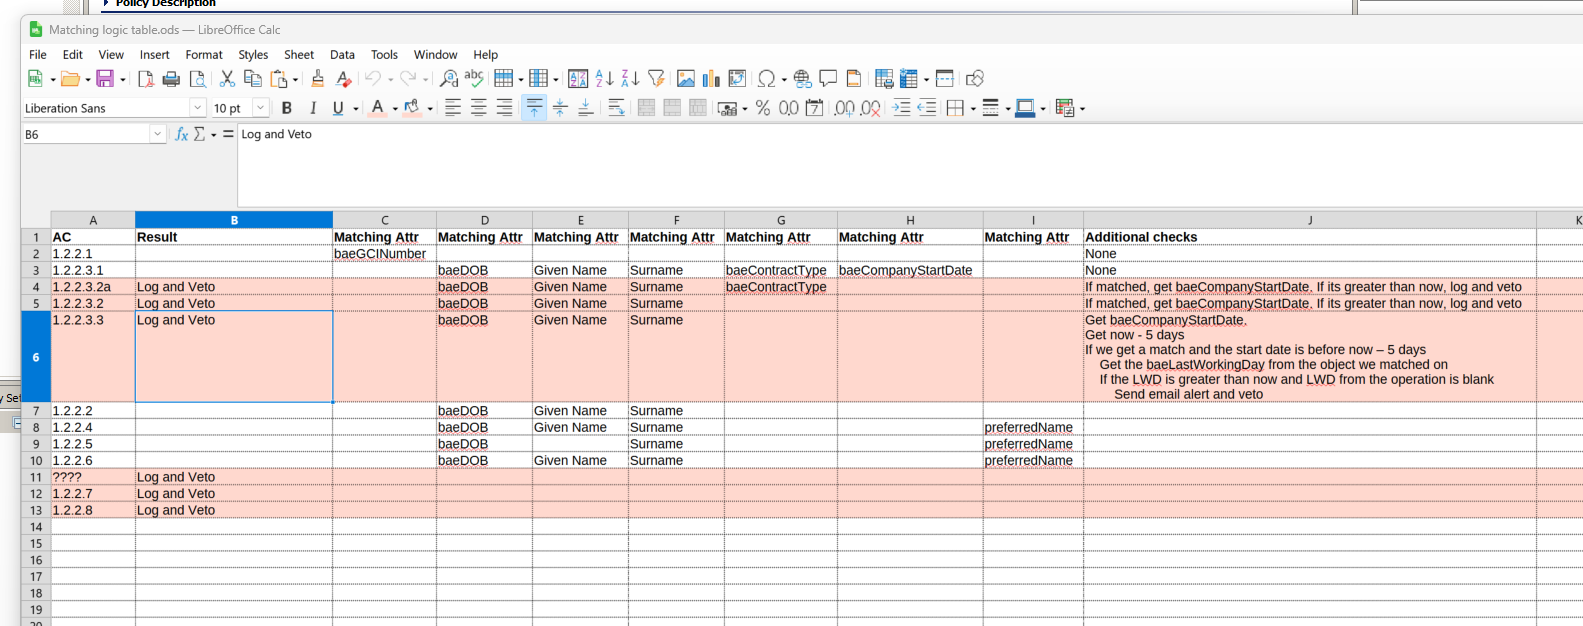 Policy Description
Matching logic table.ods — LibreOffice Calc
File Edit View Insert Format Styles Sheet Data Tools Window Help
Liberation Sans 10 pt B I U A % 0.0 7 .00 .00
B6 fx Σ = Log and Veto
A B C D E F G H I J K
1 AC Result Matching Attr Matching Attr Matching Attr Matching Attr Matching Attr Matching Attr Matching Attr Additional checks
2 1.2.2.1 baeGCINumber None
3 1.2.2.3.1 baeDOB Given Name Surname baeContractType baeCompanyStartDate None
4 1.2.2.3.2a Log and Veto baeDOB Given Name Surname baeContractType If matched, get baeCompanyStartDate. If its greater than now, log and veto
5 1.2.2.3.2 Log and Veto baeDOB Given Name Surname If matched, get baeCompanyStartDate. If its greater than now, log and veto
6 1.2.2.3.3 Log and Veto baeDOB Given Name Surname Get baeCompanyStartDate.
Get now - 5 days
If we get a match and the start date is before now – 5 days
Get the baeLastWorkingDay from the object we matched on
If the LWD is greater than now and LWD from the operation is blank
Send email alert and veto
y Set
7 1.2.2.2 baeDOB Given Name Surname
8 1.2.2.4 baeDOB Given Name Surname preferredName
9 1.2.2.5 baeDOB Surname preferredName
10 1.2.2.6 baeDOB Given Name Surname preferredName
11 ???? Log and Veto
12 1.2.2.7 Log and Veto
13 1.2.2.8 Log and Veto
14
15
16
17
18
19
20